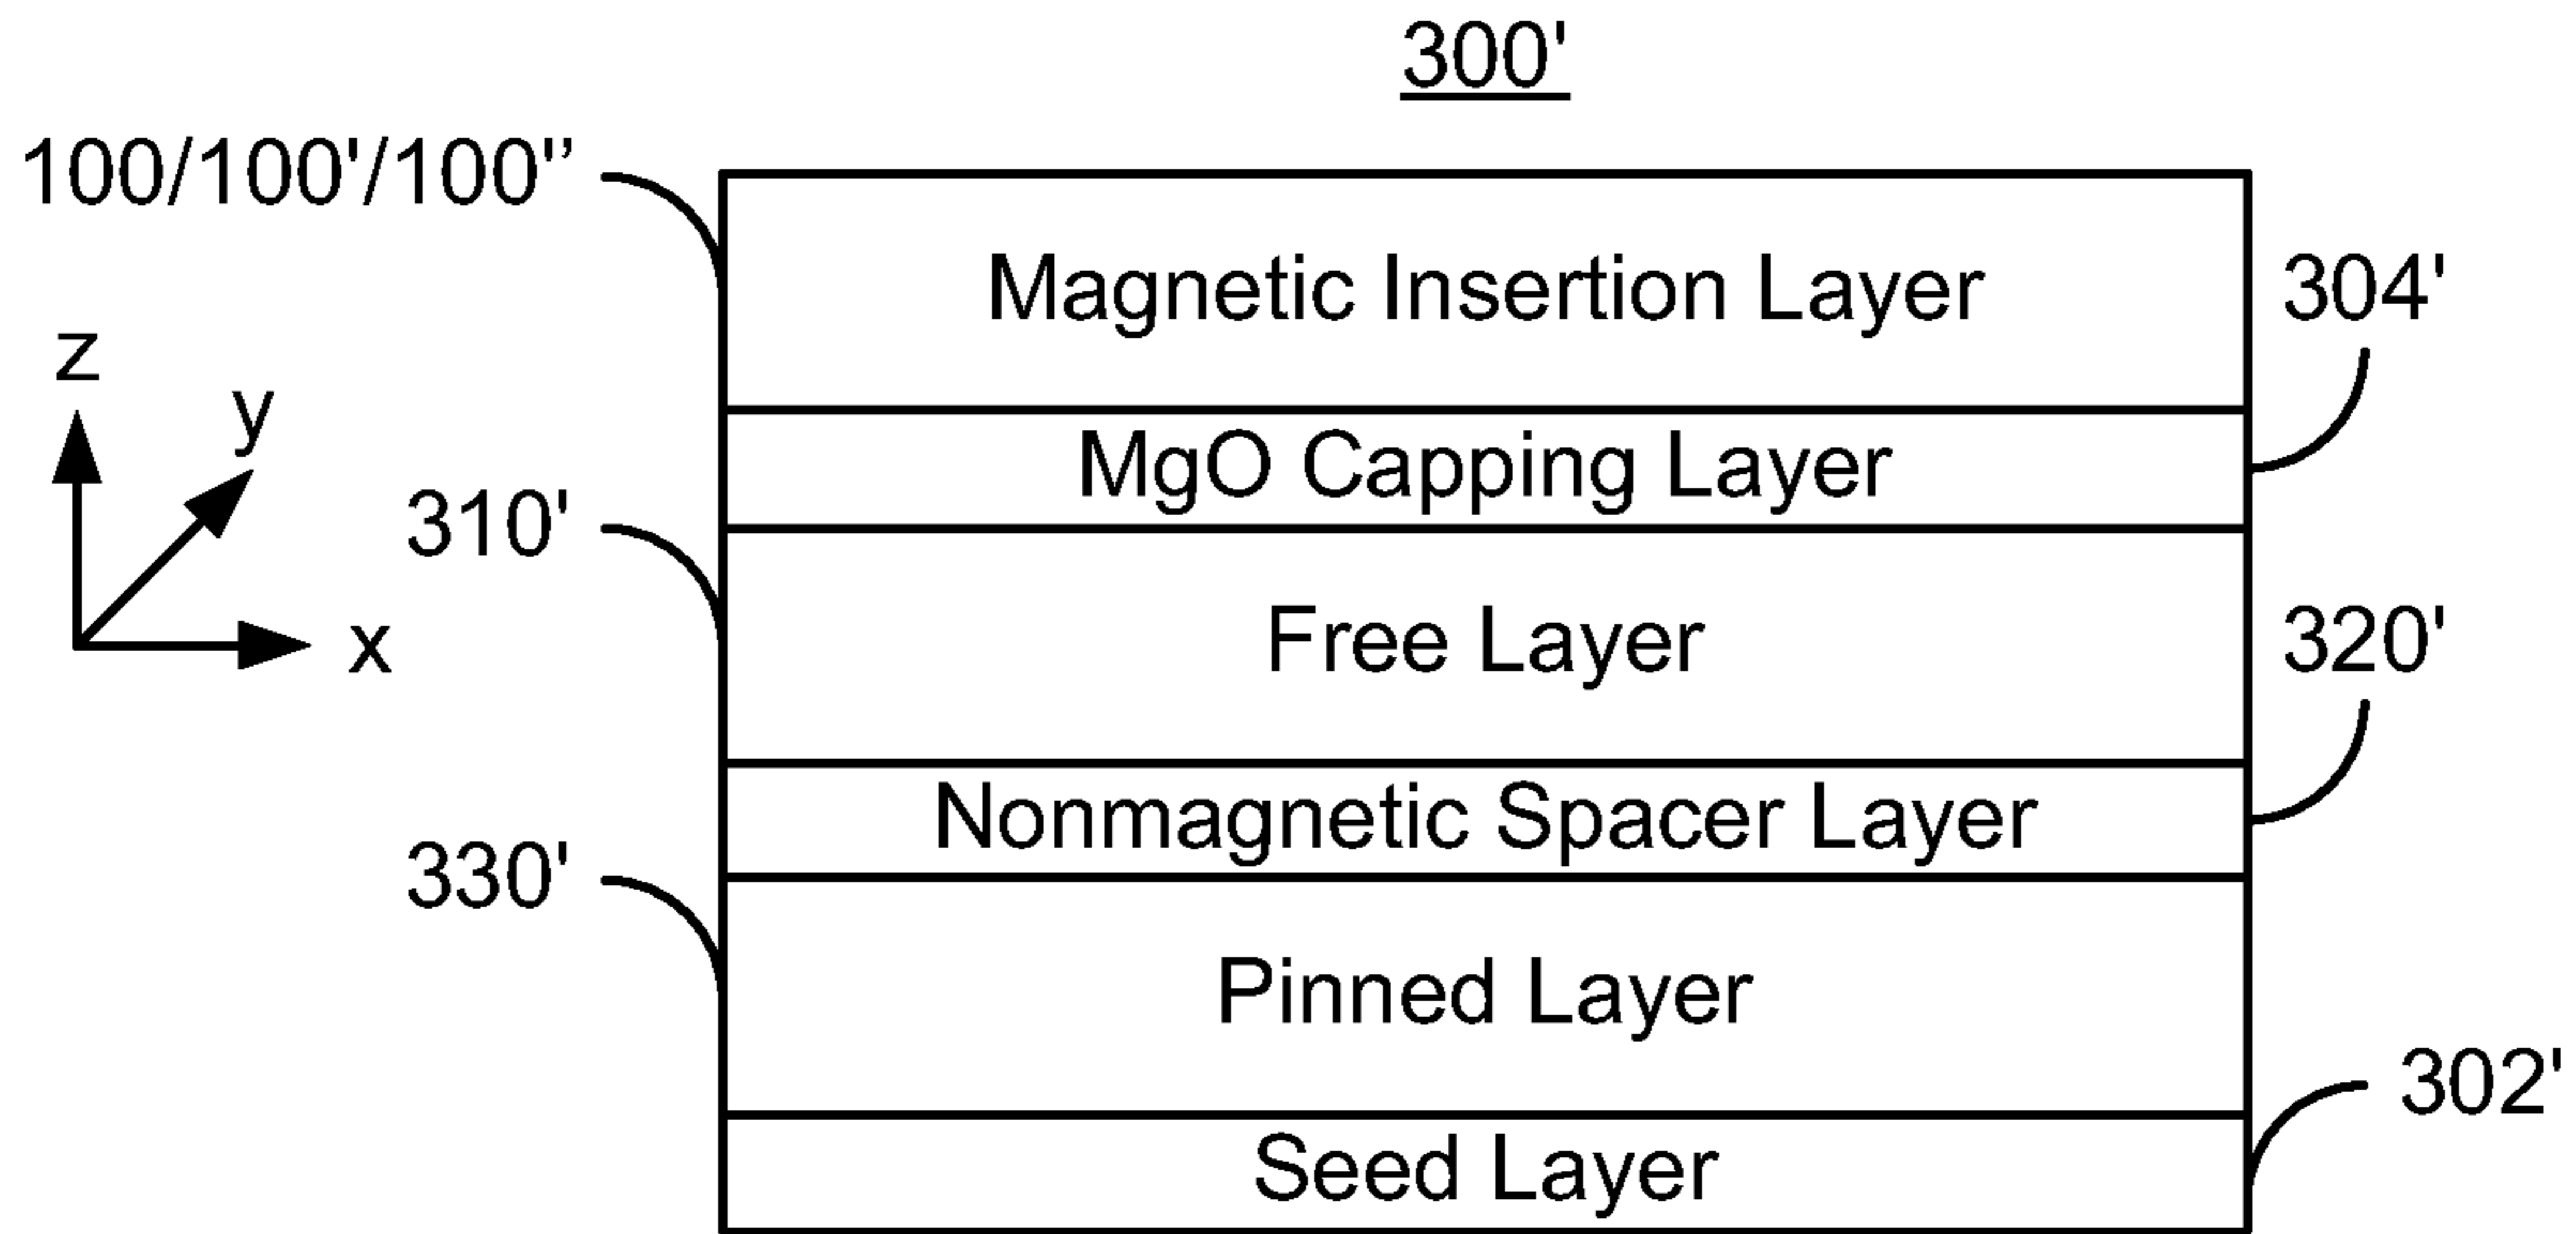 300'
100/100'/100''
Magnetic Insertion Layer
304'
MgO Capping Layer
z
y
x
310'
Free Layer
320'
Nonmagnetic Spacer Layer
330'
Pinned Layer
302'
Seed Layer